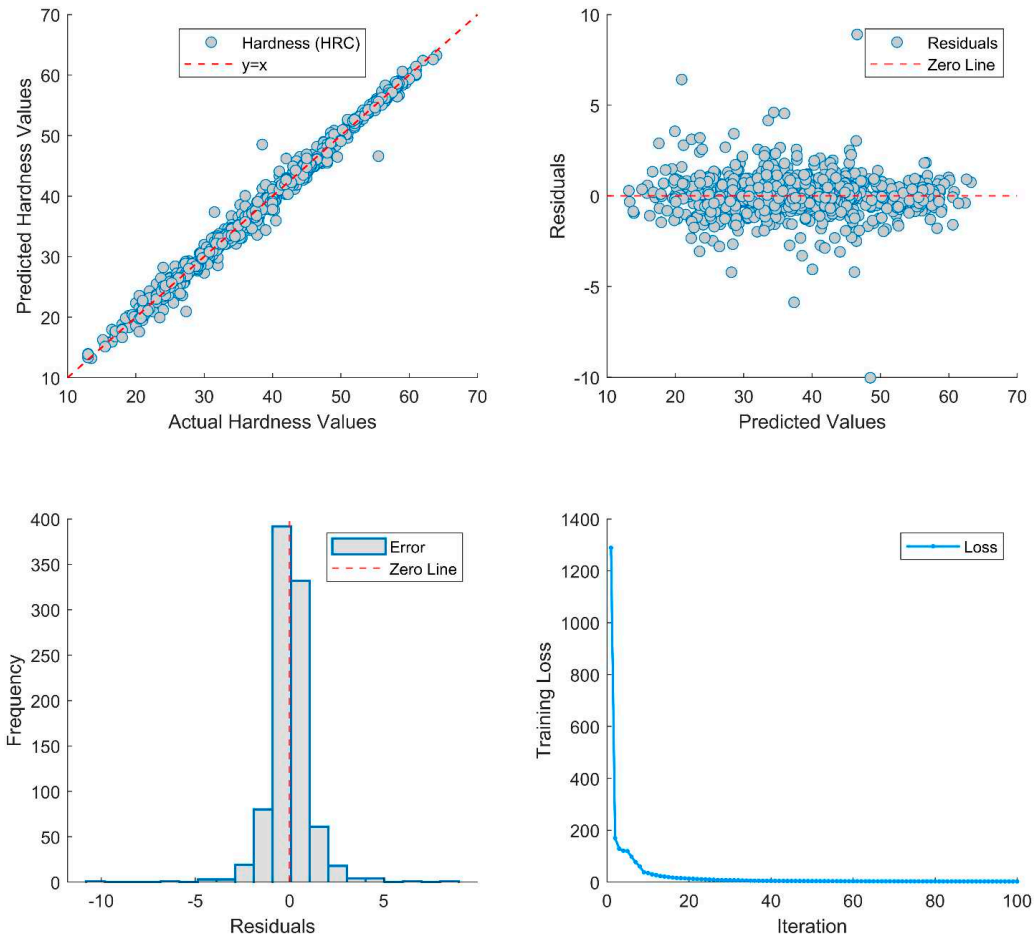 Hardness (HRC)
y=x
70
60
50
40
30
20
10
Predicted Hardness Values
10 20 30 40 50 60 70
Actual Hardness Values
Residuals
Zero Line
10
5
0
-5
-10
Residuals
10 20 30 40 50 60 70
Predicted Values
Error
Zero Line
400
350
300
250
200
150
100
50
0
Frequency
-10 -5 0 5
Residuals
Loss
1400
1200
1000
800
600
400
200
0
Training Loss
0 20 40 60 80 100
Iteration